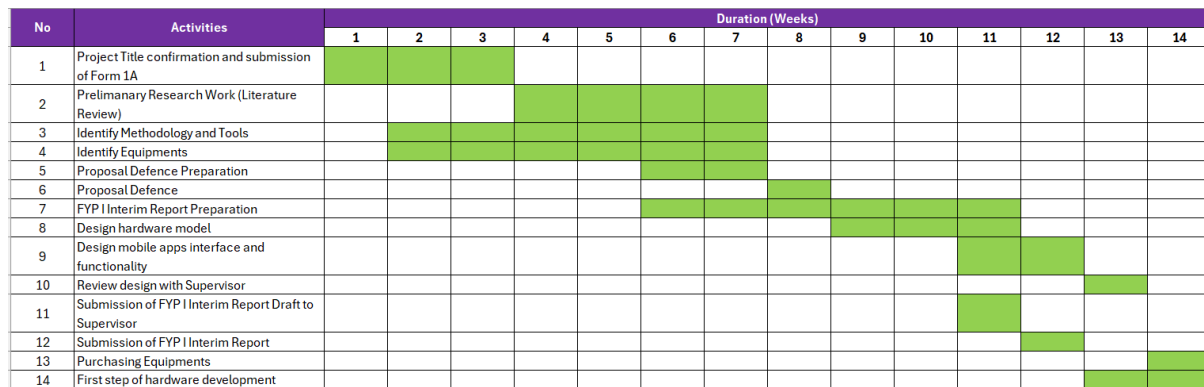 No Activities Duration (Weeks)
1 2 3 4 5 6 7 8 9 10 11 12 13 14
1 Project Title confirmation and submission
of Form 1A
2 Prelimanary Research Work (Literature
Review)
3 Identify Methodology and Tools
4 Identify Equipments
5 Proposal Defence Preparation
6 Proposal Defence
7 FYP I Interim Report Preparation
8 Design hardware model
9 Design mobile apps interface and
functionality
10 Review design with Supervisor
11 Submission of FYP I Interim Report Draft to
Supervisor
12 Submission of FYP I Interim Report
13 Purchasing Equipments
14 First step of hardware development